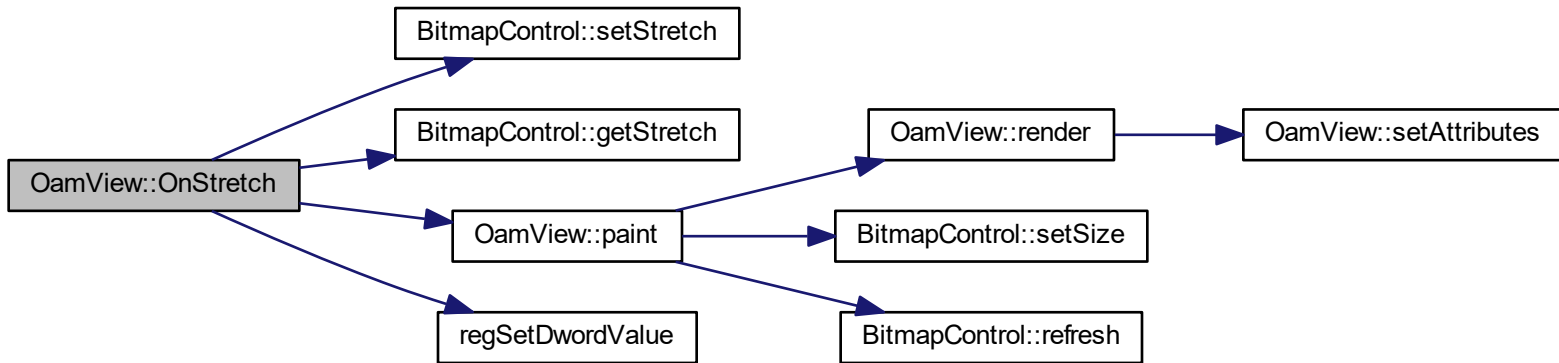 BitmapControl::setStretch
BitmapControl::getStretch
OamView::render
OamView::setAttributes
OamView::OnStretch
OamView::paint
BitmapControl::setSize
regSetDwordValue
BitmapControl::refresh